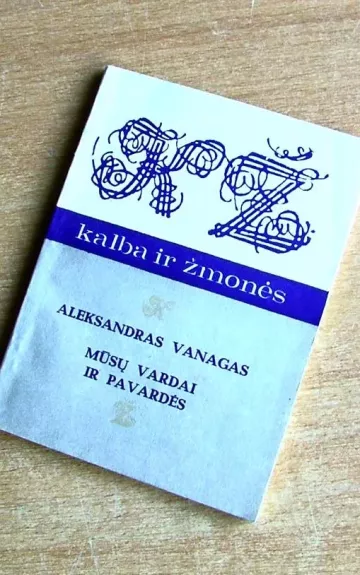 K Ž
kalba ir žmonės
K
ALEKSANDRAS VANAGAS
MŪSŲ VARDAI
IR PAVARDĖS
Ž